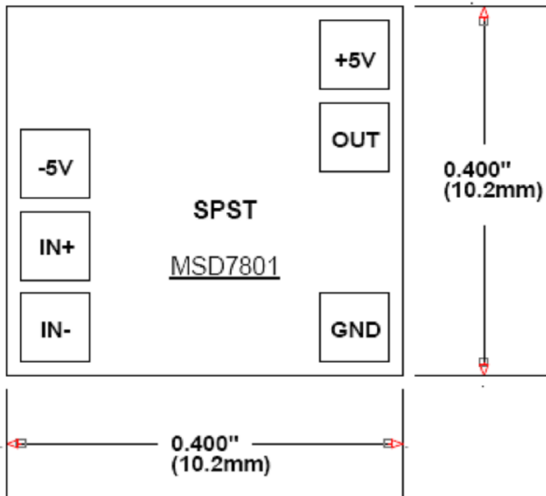 +5V
OUT
-5V
0.400"
(10.2mm)
SPST
IN+
MSD7801
IN-
GND
0.400"
(10.2mm)